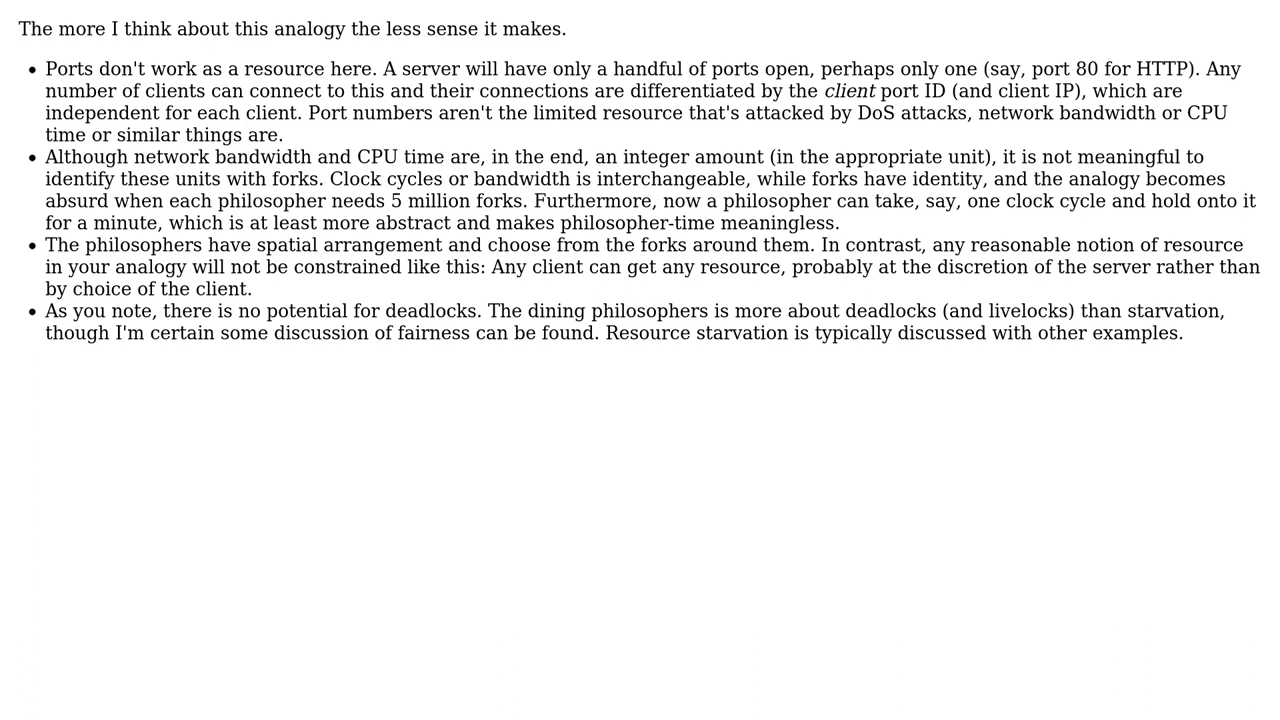 The more I think about this analogy the less sense it makes.
• Ports don't work as a resource here. A server will have only a handful of ports open, perhaps only one (say, port 80 for HTTP). Any
number of clients can connect to this and their connections are differentiated by the client port ID (and client IP), which are
independent for each client. Port numbers aren't the limited resource that's attacked by DoS attacks, network bandwidth or CPU
time or similar things are.
• Although network bandwidth and CPU time are, in the end, an integer amount (in the appropriate unit), it is not meaningful to
identify these units with forks. Clock cycles or bandwidth is interchangeable, while forks have identity, and the analogy becomes
absurd when each philosopher needs 5 million forks. Furthermore, now a philosopher can take, say, one clock cycle and hold onto it
for a minute, which is at least more abstract and makes philosopher-time meaningless.
• The philosophers have spatial arrangement and choose from the forks around them. In contrast, any reasonable notion of resource
in your analogy will not be constrained like this: Any client can get any resource, probably at the discretion of the server rather than
by choice of the client.
• As you note, there is no potential for deadlocks. The dining philosophers is more about deadlocks (and livelocks) than starvation,
though I'm certain some discussion of fairness can be found. Resource starvation is typically discussed with other examples.